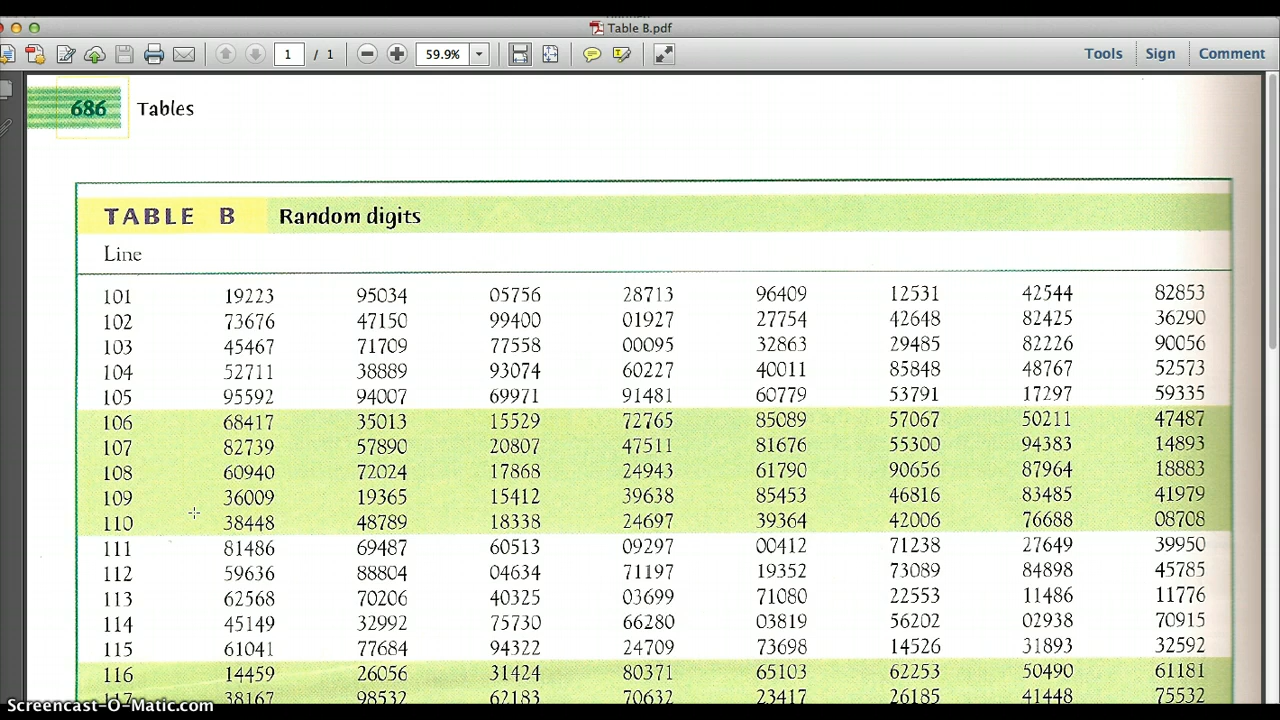 Table B.pdf
1 / 1 59.9% Tools Sign Comment
686 Tables
TABLE B Random digits
Line
101 19223 95034 05756 28713 96409 12531 42544 82853
102 73676 47150 99400 01927 27754 42648 82425 36290
103 45467 71709 77558 00095 32863 29485 82226 90056
104 52711 38889 93074 60227 40011 85848 48767 52573
105 95592 94007 69971 91481 60779 53791 17297 59335
106 68417 35013 15529 72765 85089 57067 50211 47487
107 82739 57890 20807 47511 81676 55300 94383 14893
108 60940 72024 17868 24943 61790 90656 87964 18883
109 36009 19365 15412 39638 85453 46816 83485 41979
110 38448 48789 18338 24697 39364 42006 76688 08708
111 81486 69487 60513 09297 00412 71238 27649 39950
112 59636 88804 04634 71197 19352 73089 84898 45785
113 62568 70206 40325 03699 71080 22553 11486 11776
114 45149 32992 75730 66280 03819 56202 02938 70915
115 61041 77684 94322 24709 73698 14526 31893 32592
116 14459 26056 31424 80371 65103 62253 50490 61181
117 38167 98532 62183 70632 23417 26185 41448 75532
Screencast-O-Matic.com